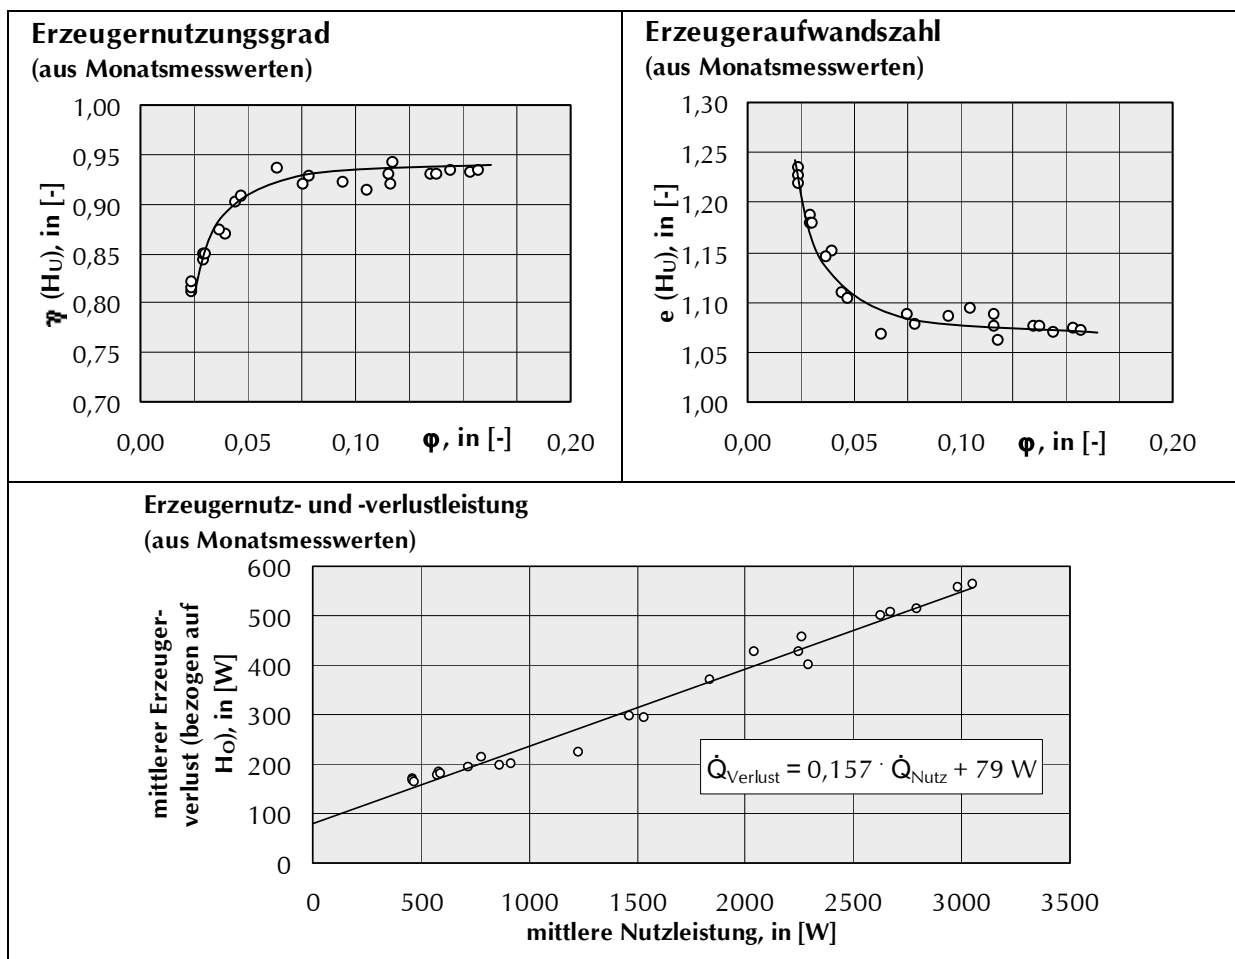 Erzeugernutzungsgrad
(aus Monatsmesswerten)
1,00
0,95
0,90
0,85
0,80
0,75
0,70
η (HU), in [-]
0,00 0,05 0,10 φ, in [-] 0,20
Erzeugeraufwandszahl
(aus Monatsmesswerten)
1,30
1,25
1,20
1,15
1,10
1,05
1,00
e (HU), in [-]
0,00 0,05 0,10 φ, in [-] 0,20
Erzeugernutz- und -verlustleistung
(aus Monatsmesswerten)
mittlerer Erzeuger-
verlust (bezogen auf
HO), in [W]
600
500
400
300
200
100
0
Q̇Verlust = 0,157 · Q̇Nutz + 79 W
0 500 1000 1500 2000 2500 3000 3500
mittlere Nutzleistung, in [W]